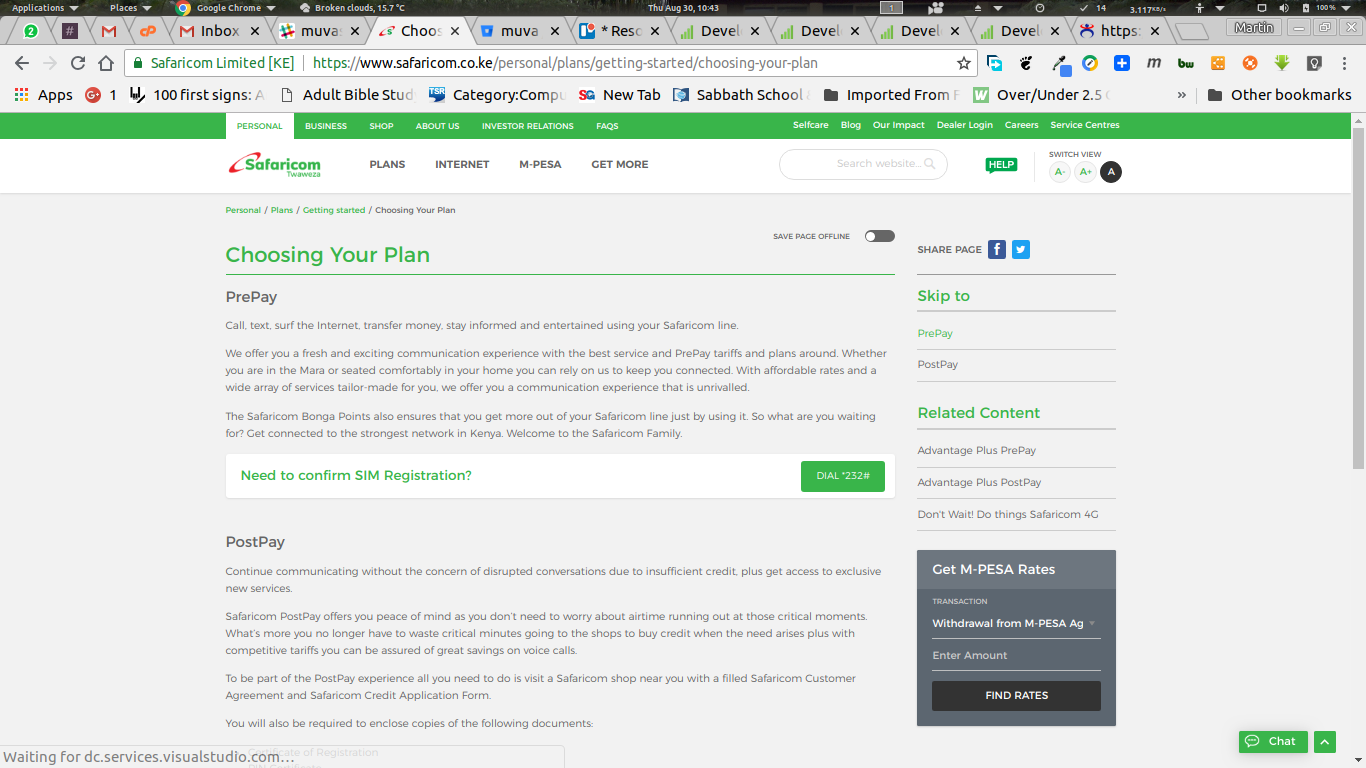 Applications Places Google Chrome Broken clouds, 15.7 °C Thu Aug 30, 10:43 1 14 3.117KB/s 100%
2 # Inbox muvas Choos muva * Reso Develo Develo Develo Develo https: Martin
Safaricom Limited [KE] https://www.safaricom.co.ke/personal/plans/getting-started/choosing-your-plan
Apps 1 100 first signs: A Adult Bible Stud Category:Compu New Tab Sabbath School Imported From F Over/Under 2.5 » Other bookmarks
PERSONAL BUSINESS SHOP ABOUT US INVESTOR RELATIONS FAQS Selfcare Blog Our Impact Dealer Login Careers Service Centres
Safaricom
Twaweza
PLANS INTERNET M-PESA GET MORE Search website... HELP
SWITCH VIEW
A- A+ A
Personal / Plans / Getting started / Choosing Your Plan
SAVE PAGE OFFLINE
Choosing Your Plan
PrePay
Call, text, surf the Internet, transfer money, stay informed and entertained using your Safaricom line.
We offer you a fresh and exciting communication experience with the best service and PrePay tariffs and plans around. Whether
you are in the Mara or seated comfortably in your home you can rely on us to keep you connected. With affordable rates and a
wide array of services tailor-made for you, we offer you a communication experience that is unrivalled.
The Safaricom Bonga Points also ensures that you get more out of your Safaricom line just by using it. So what are you waiting
for? Get connected to the strongest network in Kenya. Welcome to the Safaricom Family.
Need to confirm SIM Registration? DIAL *232#
PostPay
Continue communicating without the concern of disrupted conversations due to insufficient credit, plus get access to exclusive
new services.
Safaricom PostPay offers you peace of mind as you don't need to worry about airtime running out at those critical moments.
What's more you no longer have to waste critical minutes going to the shops to buy credit when the need arises plus with
competitive tariffs you can be assured of great savings on voice calls.
To be part of the PostPay experience all you need to do is visit a Safaricom shop near you with a filled Safaricom Customer
Agreement and Safaricom Credit Application Form.
You will also be required to enclose copies of the following documents:
Certificate of Registration
PIN Certificate
Waiting for dc.services.visualstudio.com...
SHARE PAGE
Skip to
PrePay
PostPay
Related Content
Advantage Plus PrePay
Advantage Plus PostPay
Don't Wait! Do things Safaricom 4G
Get M-PESA Rates
TRANSACTION
Withdrawal from M-PESA Ag
Enter Amount
FIND RATES
Chat